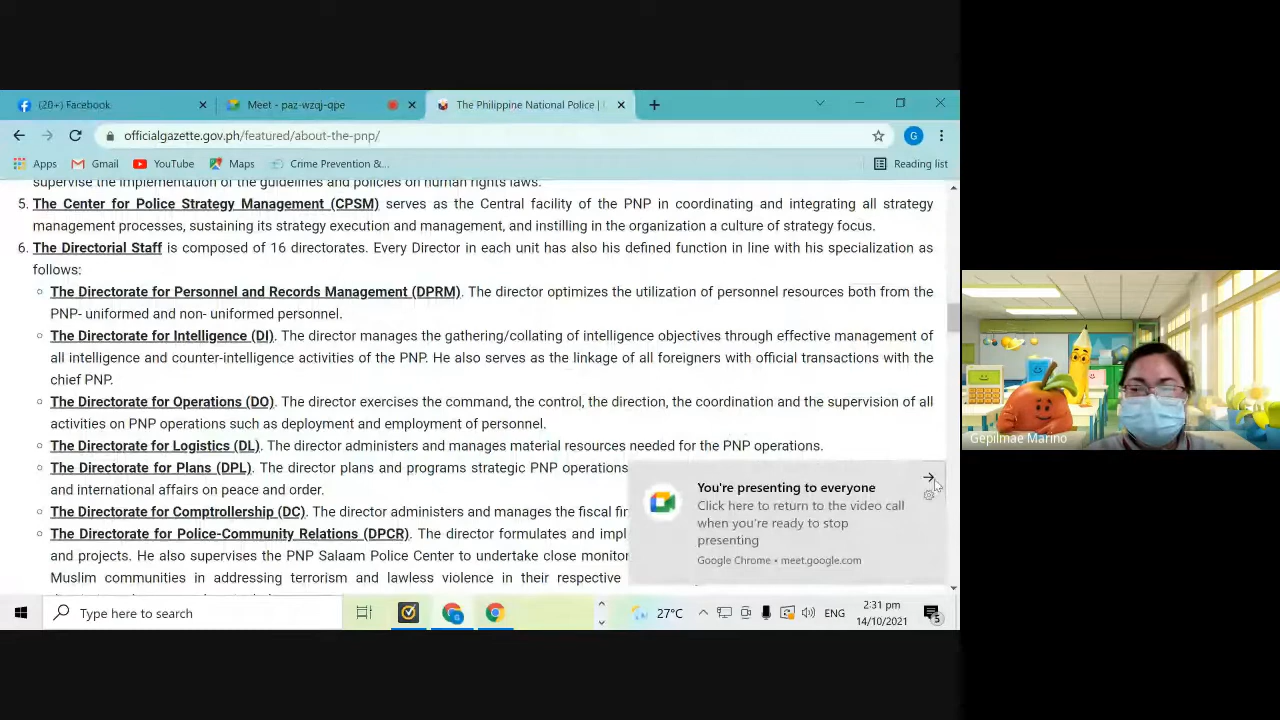 (20+) Facebook
Meet - paz-wzqj-qpe
The Philippine National Police |
officialgazette.gov.ph/featured/about-the-pnp/
Apps
Gmail
YouTube
Maps
Crime Prevention &...
Reading list
supervise the implementation of the guidelines and policies on human rights laws.
5. The Center for Police Strategy Management (CPSM) serves as the Central facility of the PNP in coordinating and integrating all strategy
management processes, sustaining its strategy execution and management, and instilling in the organization a culture of strategy focus.
6. The Directorial Staff is composed of 16 directorates. Every Director in each unit has also his defined function in line with his specialization as
follows:
The Directorate for Personnel and Records Management (DPRM). The director optimizes the utilization of personnel resources both from the
PNP- uniformed and non- uniformed personnel.
The Directorate for Intelligence (DI). The director manages the gathering/collating of intelligence objectives through effective management of
all intelligence and counter-intelligence activities of the PNP. He also serves as the linkage of all foreigners with official transactions with the
chief PNP.
The Directorate for Operations (DO). The director exercises the command, the control, the direction, the coordination and the supervision of all
activities on PNP operations such as deployment and employment of personnel.
The Directorate for Logistics (DL). The director administers and manages material resources needed for the PNP operations.
The Directorate for Plans (DPL). The director plans and programs strategic PNP operations
and international affairs on peace and order.
The Directorate for Comptrollership (DC). The director administers and manages the fiscal
The Directorate for Police-Community Relations (DPCR). The director formulates and
and projects. He also supervises the PNP Salaam Police Center to undertake close
Muslim communities in addressing terrorism and lawless violence in their respective
You're presenting to everyone
Click here to return to the video call
when you're ready to stop
presenting
Google Chrome • meet.google.com
Gepilmae Marino
Type here to search
27°C
ENG
2:31 pm
14/10/2021
5